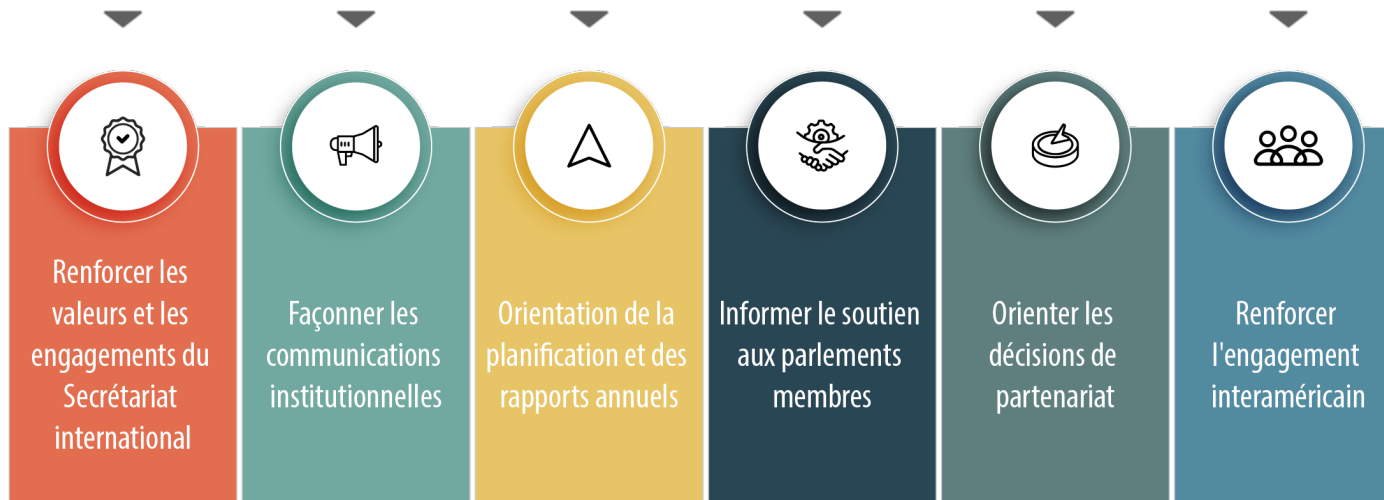 Renforcer les
valeurs et les
engagements du
Secrétariat
international
Façonner les
communications
institutionnelles
Orientation de la
planification et des
rapports annuels
Informer le soutien
aux parlements
membres
Orienter les
décisions de
partenariat
Renforcer
l'engagement
interaméricain